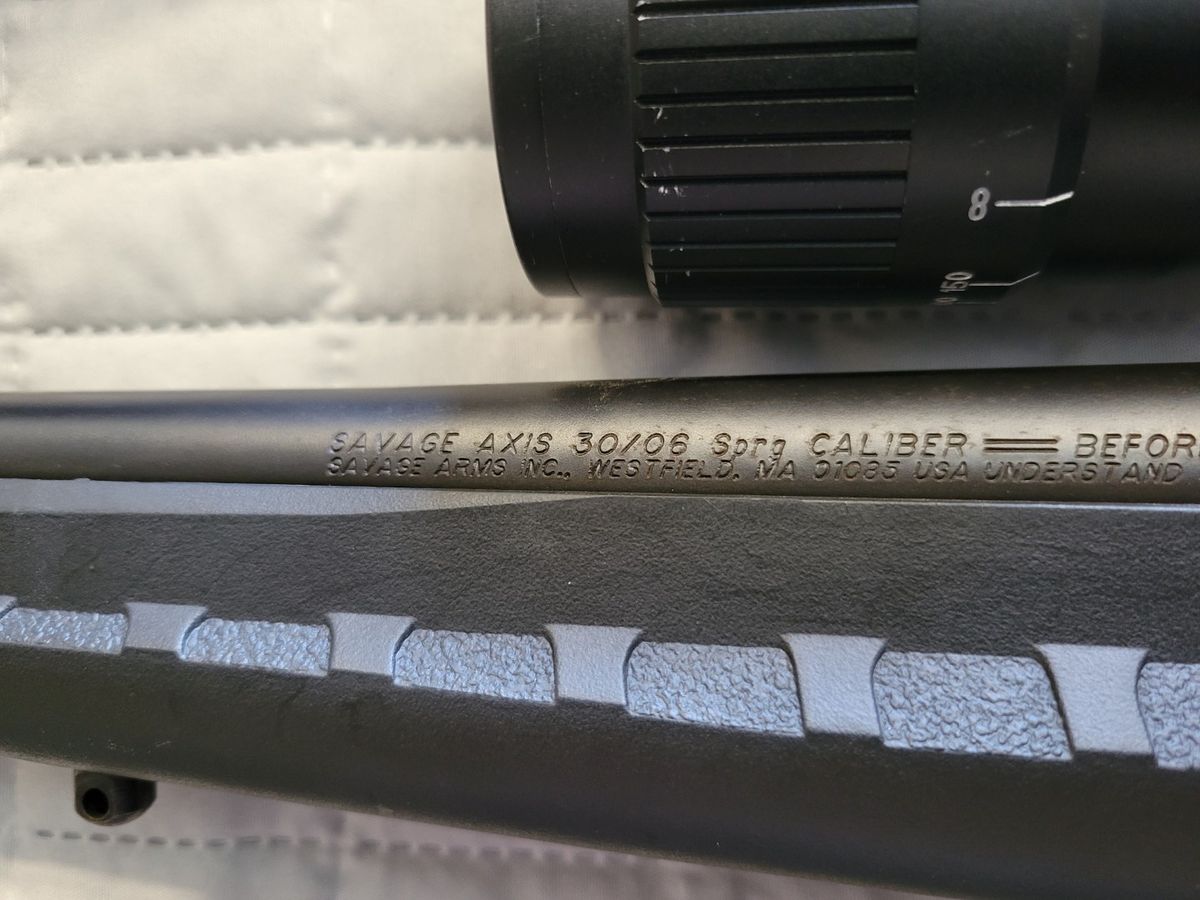 8
150
SAVAGE AXIS 30/06 Sprg CALIBER BEFOR
SAVAGE ARMS INC., WESTFIELD, MA 01085 USA UNDERSTAND